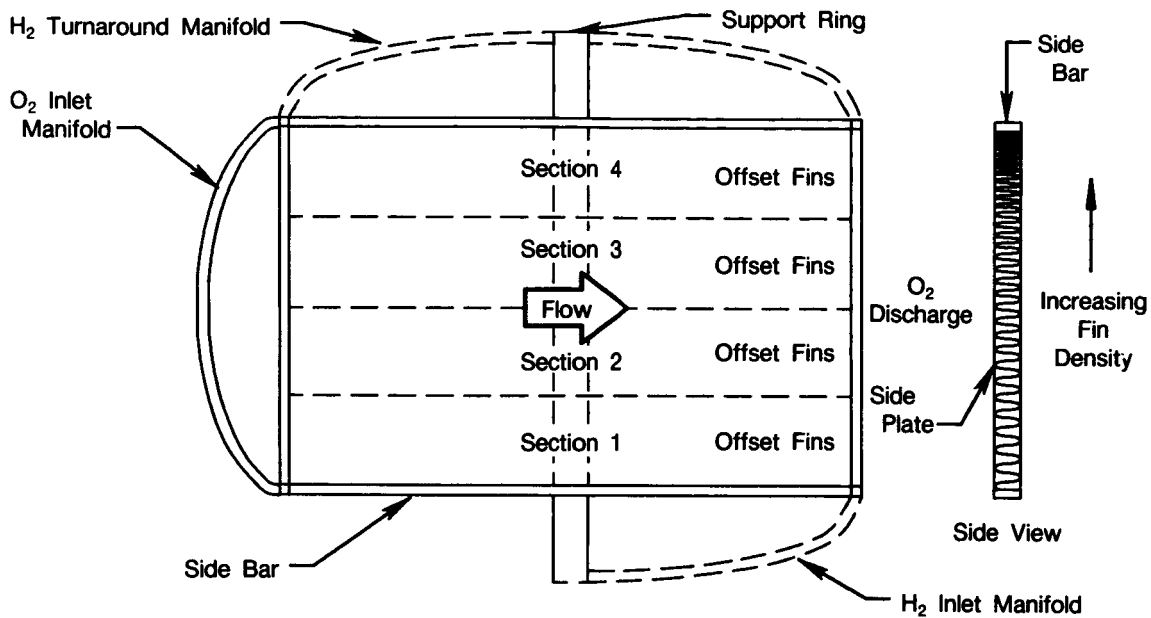 H₂ Turnaround Manifold
Support Ring
Side
Bar
O₂ Inlet
Manifold
Section 4
Offset Fins
Section 3
Offset Fins
Flow
O₂
Discharge
Increasing
Fin
Density
Section 2
Offset Fins
Side
Plate
Section 1
Offset Fins
Side View
Side Bar
H₂ Inlet Manifold